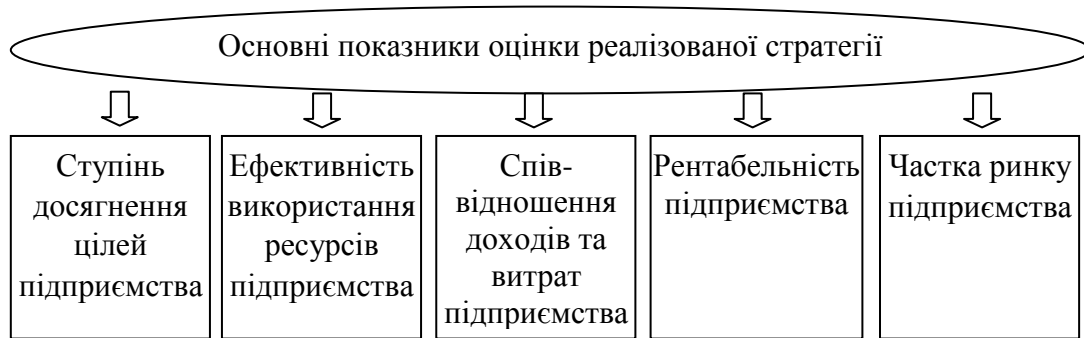 Основні показники оцінки реалізованої стратегії
Ступінь
досягнення
цілей
підприємства
Ефективність
використання
ресурсів
підприємства
Спів-
відношення
доходів та
витрат
підприємства
Рентабельність
підприємства
Частка ринку
підприємства